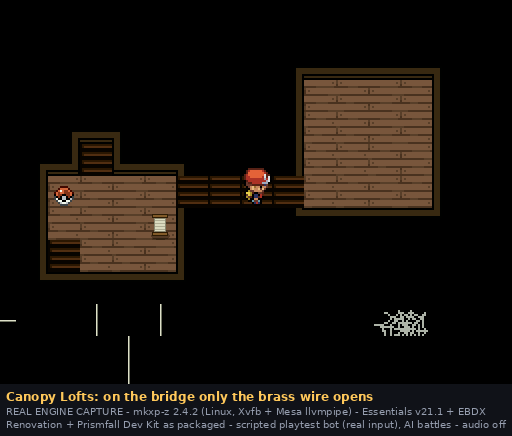 Canopy Lofts: on the bridge only the brass wire opens
REAL ENGINE CAPTURE - mkxp-z 2.4.2 (Linux, Xvfb + Mesa llvmpipe) - Essentials v21.1 + EBDX
Renovation + Prismfall Dev Kit as packaged - scripted playtest bot (real input), AI battles - audio off